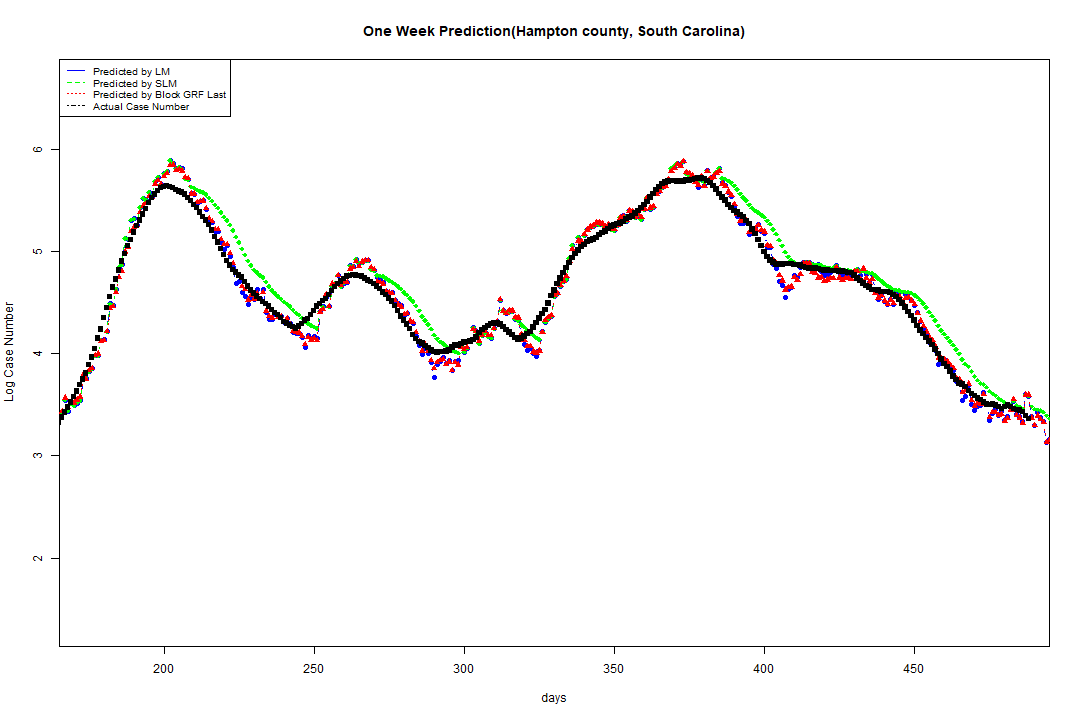 One Week Prediction(Hampton county, South Carolina)
Predicted by LM
Predicted by SLM
Predicted by Block GRF Last
Actual Case Number
6
5
4
3
2
Log Case Number
200 250 300 350 400 450
days